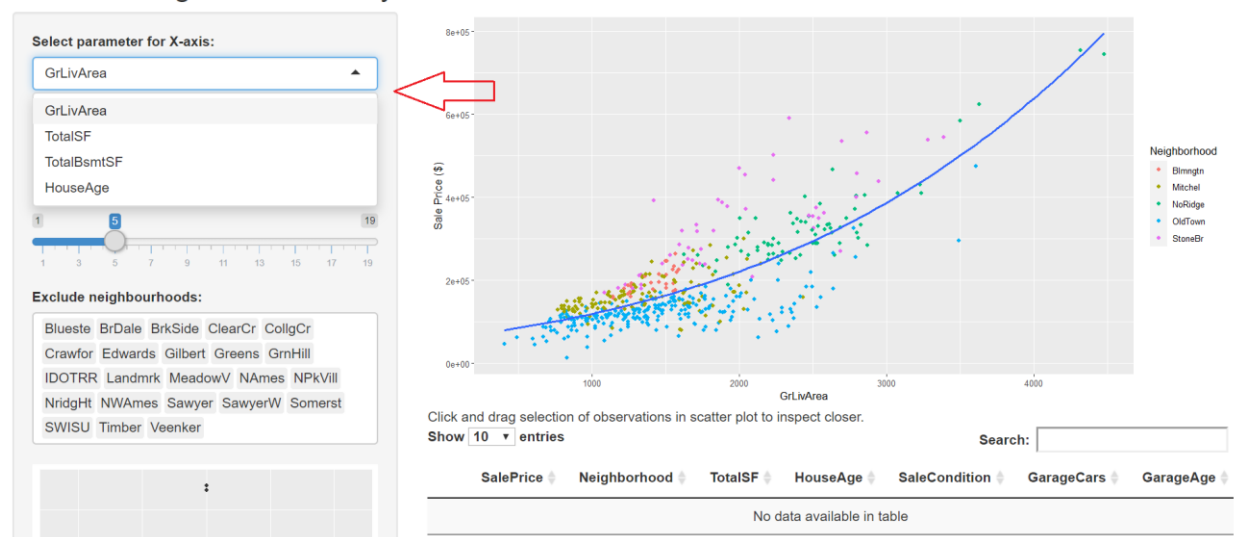 Select parameter for X-axis:
GrLivArea
GrLivArea
TotalSF
TotalBsmtSF
HouseAge
1 5 19
1 3 5 7 9 11 13 15 17 19
Exclude neighbourhoods:
Blueste BrDale BrkSide ClearCr CollgCr
Crawfor Edwards Gilbert Greens GrnHill
IDOTRR Landmrk MeadowV NAmes NPkVill
NridgHt NWAmes Sawyer SawyerW Somerst
SWISU Timber Veenker
8e+05
6e+05
4e+05
2e+05
0e+00
Sale Price ($)
1000 2000 3000 4000
GrLivArea
Neighborhood
Blmngtn
Mitchel
NoRidge
OldTown
StoneBr
Click and drag selection of observations in scatter plot to inspect closer.
Show 10 entries
Search:
SalePrice Neighborhood TotalSF HouseAge SaleCondition GarageCars GarageAge
No data available in table